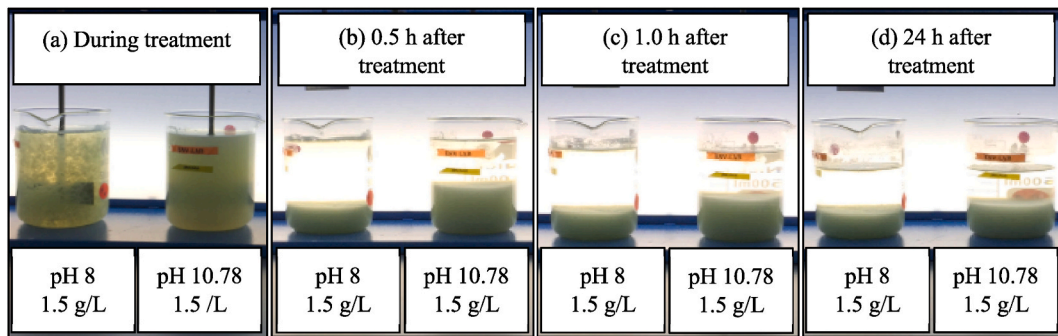 (a) During treatment
(b) 0.5 h after
treatment
(c) 1.0 h after
treatment
(d) 24 h after
treatment
500ml
pH 8
1.5 g/L
pH 10.78
1.5 /L
pH 8
1.5 g/L
pH 10.78
1.5 g/L
pH 8
1.5 g/L
pH 10.78
1.5 g/L
pH 8
1.5 g/L
pH 10.78
1.5 g/L